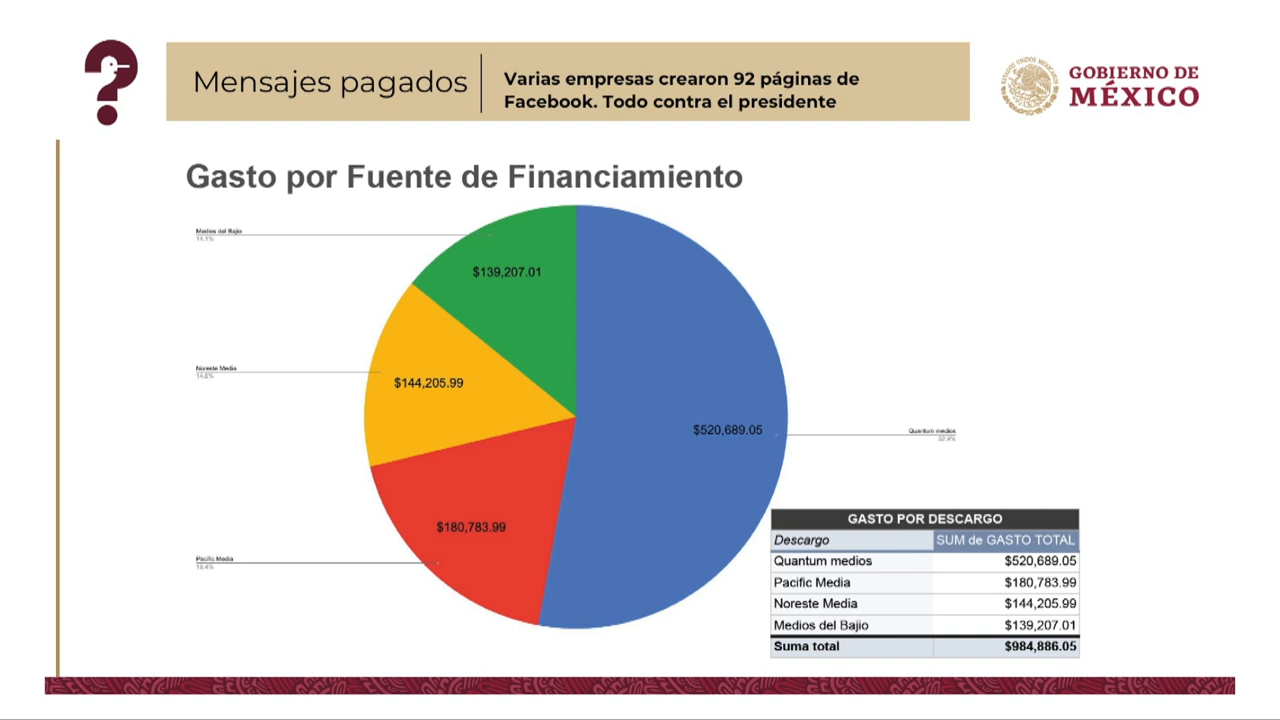 Mensajes pagados
Varias empresas crearon 92 páginas de
Facebook. Todo contra el presidente
GOBIERNO DE
MÉXICO
Gasto por Fuente de Financiamiento
Medios del Bajio
14.1%
$139,207.01
Noreste Media
14.6%
$144,205.99
$520,689.05
Quantum medios
52.9%
$180,783.99
Pacific Media
18.4%
GASTO POR DESCARGO
Descargo SUM de GASTO TOTAL
Quantum medios $520,689.05
Pacific Media $180,783.99
Noreste Media $144,205.99
Medios del Bajio $139,207.01
Suma total $984,886.05